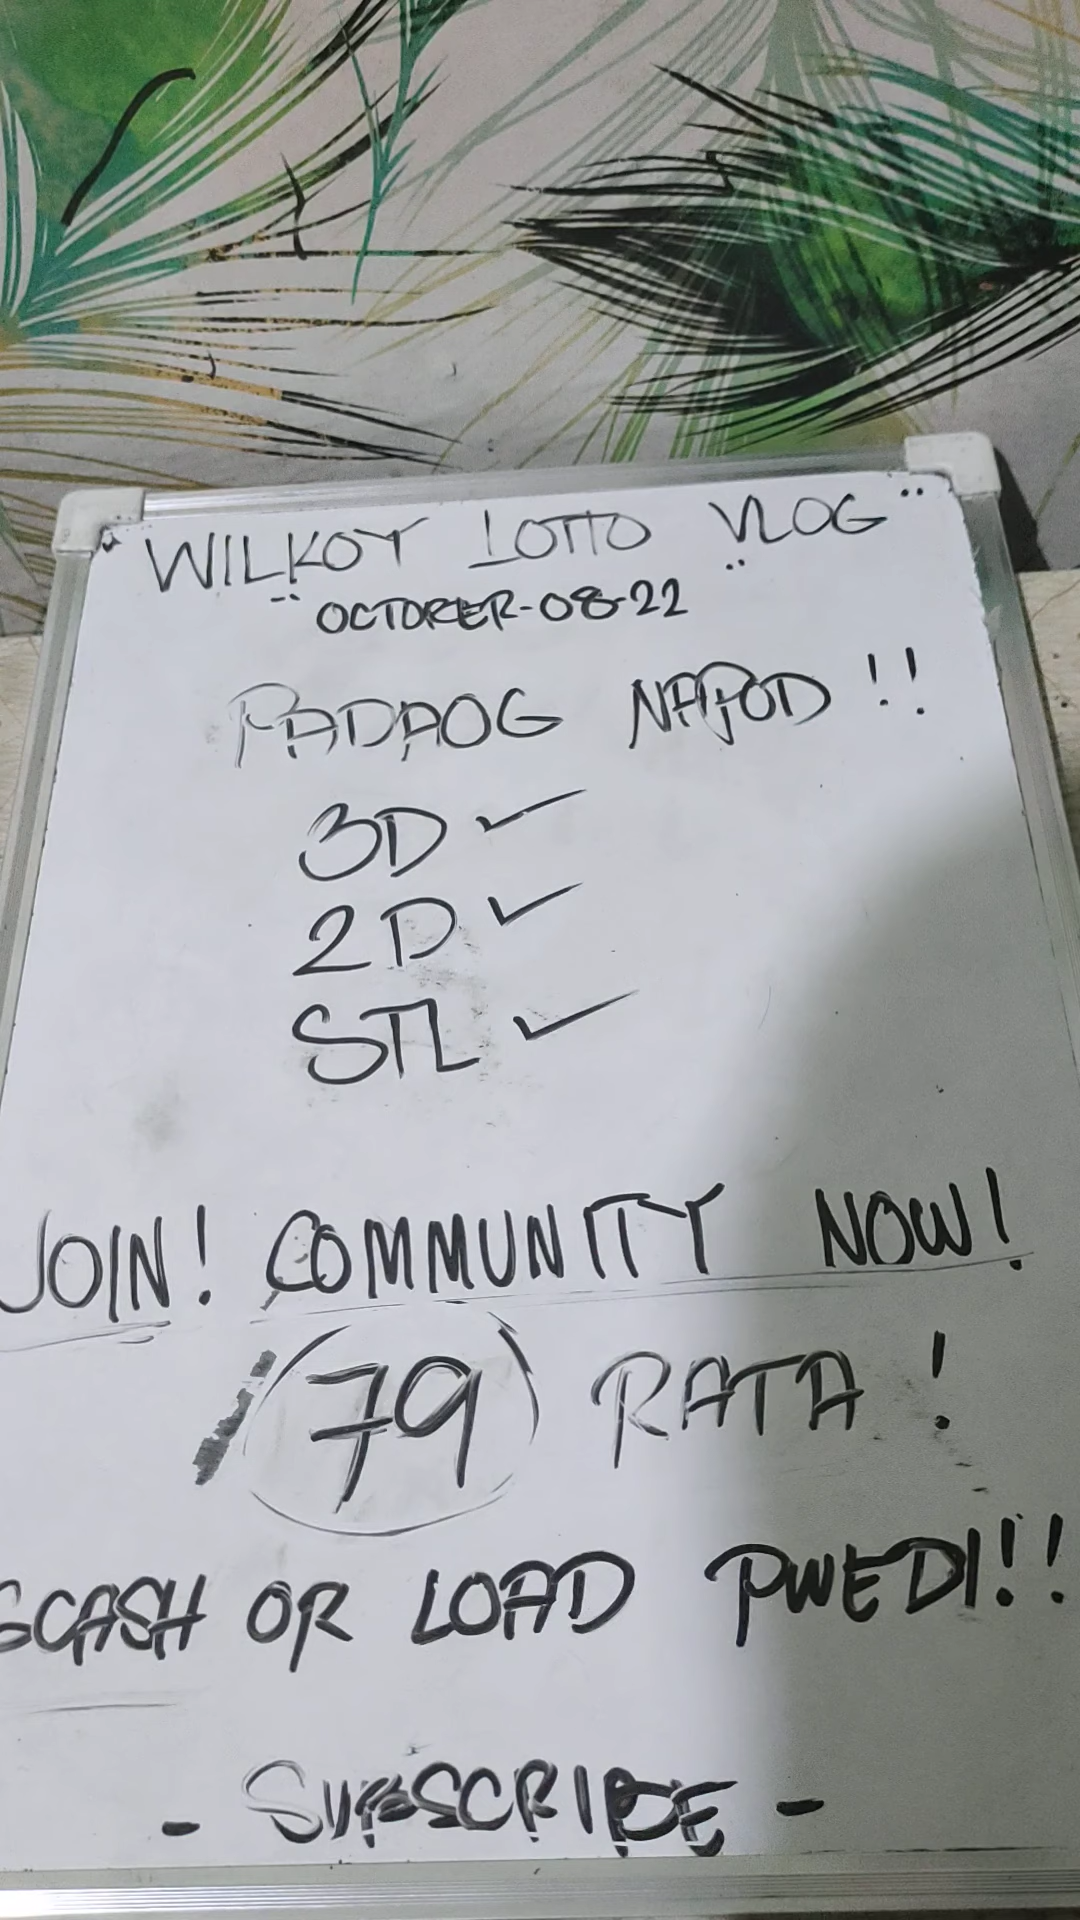 WILKOY LOTTO VLOG
OCTOBER-08-22
PADAOG NAPOD !!
3D ✓
2D ✓
STL ✓
JOIN! COMMUNITY NOW!
(79) RATA !
GCASH OR LOAD PWEDI!!
- SUBSCRIBE -